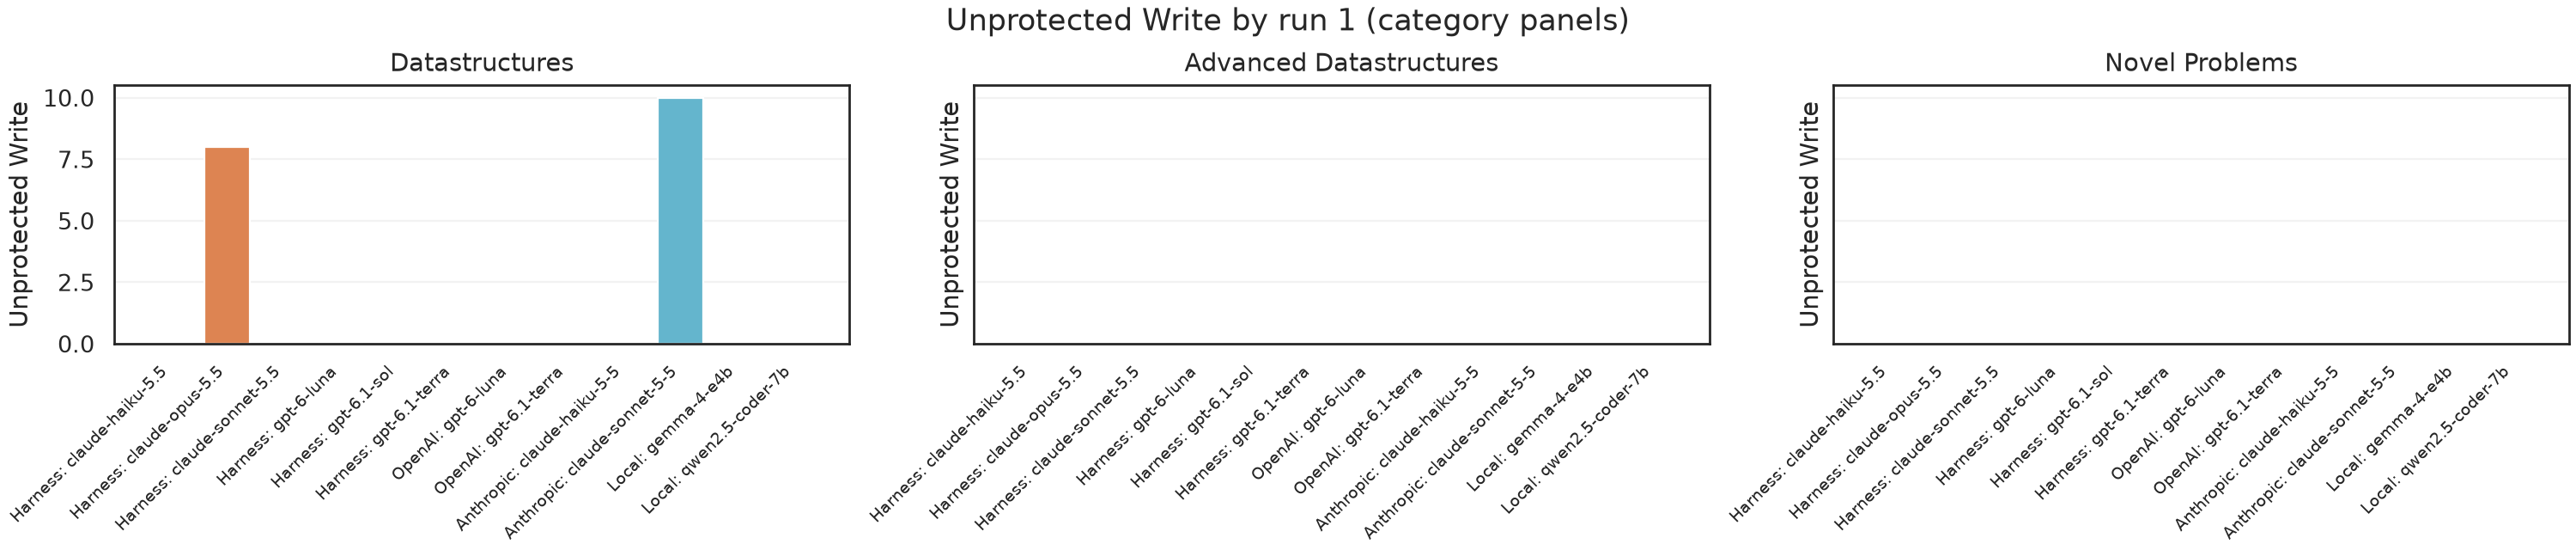 Unprotected Write by run 1 (category panels)
Datastructures
Unprotected Write
10.0
7.5
5.0
2.5
0.0
Harness: claude-haiku-5.5
Harness: claude-opus-5.5
Harness: claude-sonnet-5.5
Harness: gpt-6-luna
Harness: gpt-6.1-sol
Harness: gpt-6.1-terra
OpenAI: gpt-6-luna
OpenAI: gpt-6.1-terra
Anthropic: claude-haiku-5-5
Anthropic: claude-sonnet-5-5
Local: gemma-4-e4b
Local: qwen2.5-coder-7b
Advanced Datastructures
Unprotected Write
Harness: claude-haiku-5.5
Harness: claude-opus-5.5
Harness: claude-sonnet-5.5
Harness: gpt-6-luna
Harness: gpt-6.1-sol
Harness: gpt-6.1-terra
OpenAI: gpt-6-luna
OpenAI: gpt-6.1-terra
Anthropic: claude-haiku-5-5
Anthropic: claude-sonnet-5-5
Local: gemma-4-e4b
Local: qwen2.5-coder-7b
Novel Problems
Unprotected Write
Harness: claude-haiku-5.5
Harness: claude-opus-5.5
Harness: claude-sonnet-5.5
Harness: gpt-6-luna
Harness: gpt-6.1-sol
Harness: gpt-6.1-terra
OpenAI: gpt-6-luna
OpenAI: gpt-6.1-terra
Anthropic: claude-haiku-5-5
Anthropic: claude-sonnet-5-5
Local: gemma-4-e4b
Local: qwen2.5-coder-7b